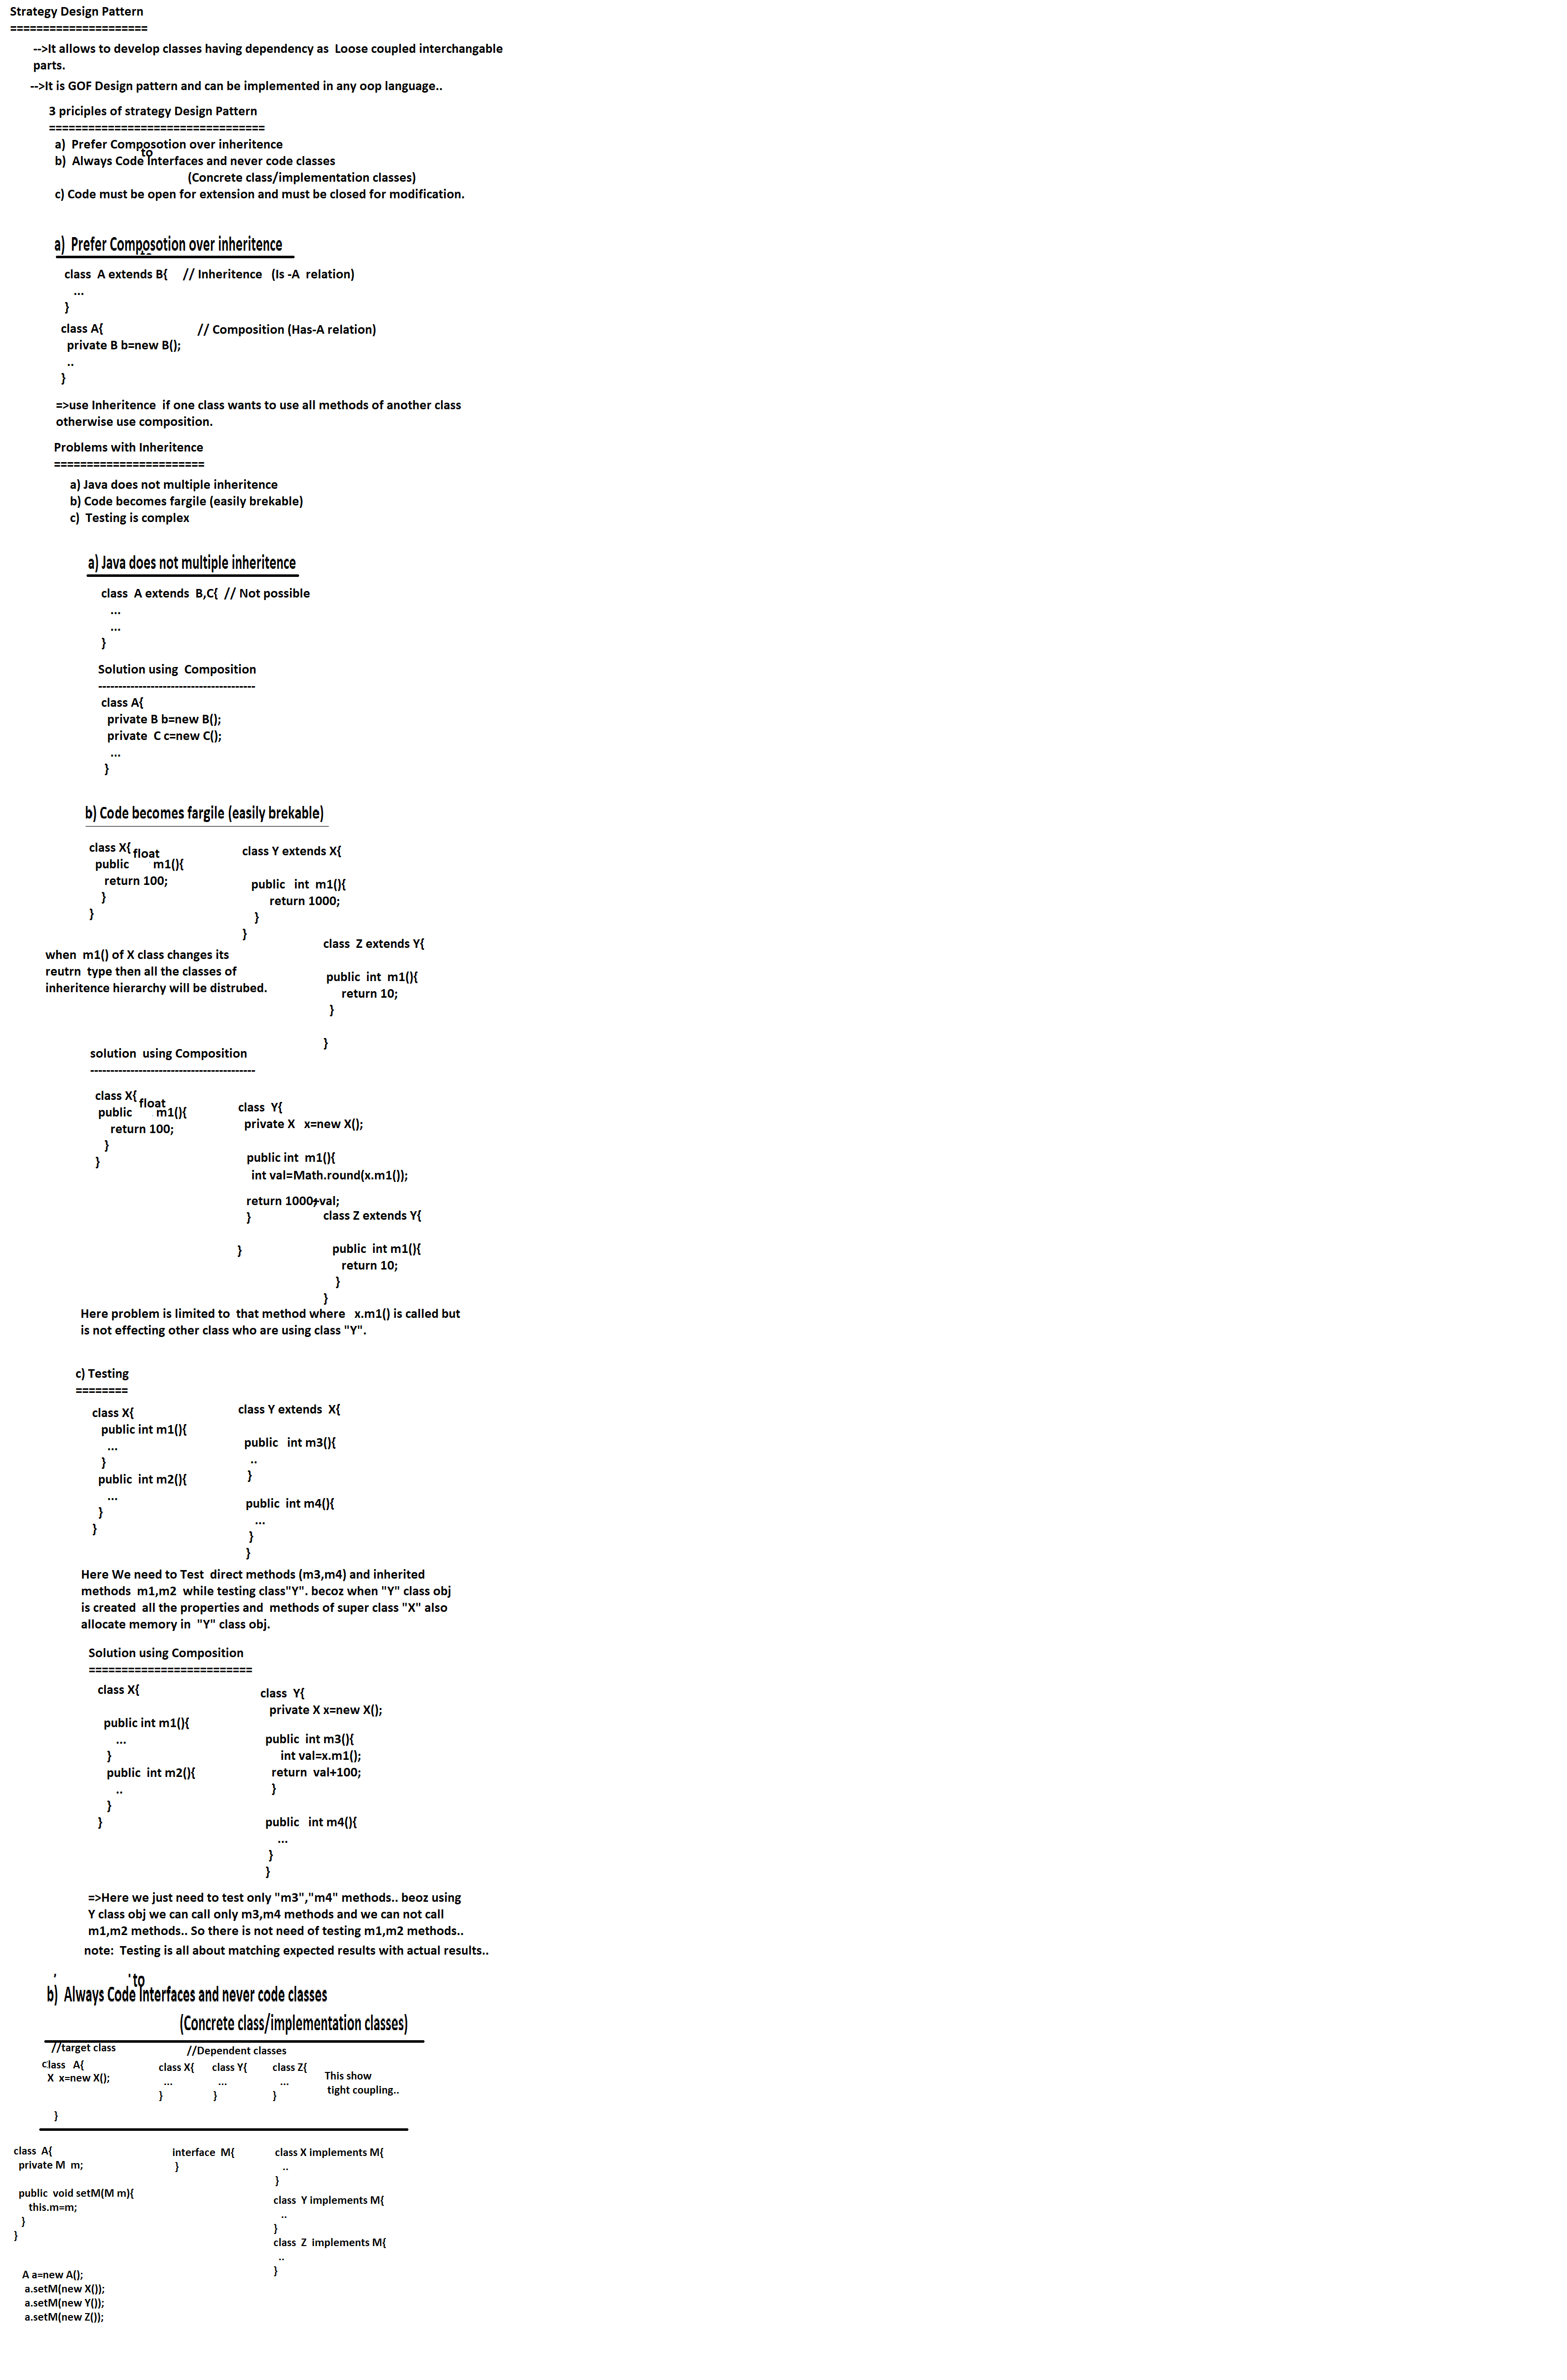 Strategy Design Pattern
=====================
-->It allows to develop classes having dependency as  Loose coupled interchangable
parts.
-->It is GOF Design pattern and can be implemented in any oop language..
3 priciples of strategy Design Pattern
=================================
a)  Prefer Composotion over inheritence
to
b)  Always Code Interfaces and never code classes
(Concrete class/implementation classes)
c) Code must be open for extension and must be closed for modification.
a)  Prefer Composotion over inheritence
class  A extends B{     // Inheritence   (Is -A  relation)
...
}
class A{     // Composition (Has-A relation)
private B b=new B();
..
}
=>use Inheritence  if one class wants to use all methods of another class
otherwise use composition.
Problems with Inheritence
=======================
a) Java does not multiple inheritence
b) Code becomes fargile (easily brekable)
c)  Testing is complex
a) Java does not multiple inheritence
class  A extends  B,C{  // Not possible
...
...
}
Solution using  Composition
---------------------------------------
class A{
private B b=new B();
private  C c=new C();
...
}
b) Code becomes fargile (easily brekable)
class X{
float
public     m1(){
return 100;
}
}
class Y extends X{
public   int  m1(){
return 1000;
}
}
class  Z extends Y{
public  int  m1(){
return 10;
}
}
when  m1() of X class changes its
reutrn  type then all the classes of
inheritence hierarchy will be distrubed.
solution  using Composition
-----------------------------------------
class X{
float
public     m1(){
return 100;
}
}
class  Y{
private X   x=new X();
public int  m1(){
int val=Math.round(x.m1());
return 1000+val;
}
}
class Z extends Y{
public  int m1(){
return 10;
}
}
Here problem is limited to  that method where   x.m1() is called but
is not effecting other class who are using class "Y".
c) Testing
========
class X{
public int m1(){
...
}
public  int m2(){
...
}
}
class Y extends  X{
public   int m3(){
..
}
public  int m4(){
...
}
}
Here We need to Test  direct methods (m3,m4) and inherited
methods  m1,m2  while testing class"Y". becoz when "Y" class obj
is created  all the properties and  methods of super class "X" also
allocate memory in  "Y" class obj.
Solution using Composition
=========================
class X{
public int m1(){
...
}
public  int m2(){
..
}
}
class  Y{
private X x=new X();
public  int m3(){
int val=x.m1();
return  val+100;
}
public   int m4(){
...
}
}
=>Here we just need to test only "m3","m4" methods.. beoz using
Y class obj we can call only m3,m4 methods and we can not call
m1,m2 methods.. So there is not need of testing m1,m2 methods..
note:  Testing is all about matching expected results with actual results..
to
b)  Always Code Interfaces and never code classes
(Concrete class/implementation classes)
//target class
class   A{
X  x=new X();
}
//Dependent classes
class X{     class Y{     class Z{
...     ...     ...
}     }     }
This show
tight coupling..
class  A{
private M  m;
public  void setM(M m){
this.m=m;
}
}
interface  M{
}
class X implements M{
..
}
class  Y implements M{
..
}
class  Z  implements M{
..
}
A a=new A();
a.setM(new X());
a.setM(new Y());
a.setM(new Z());